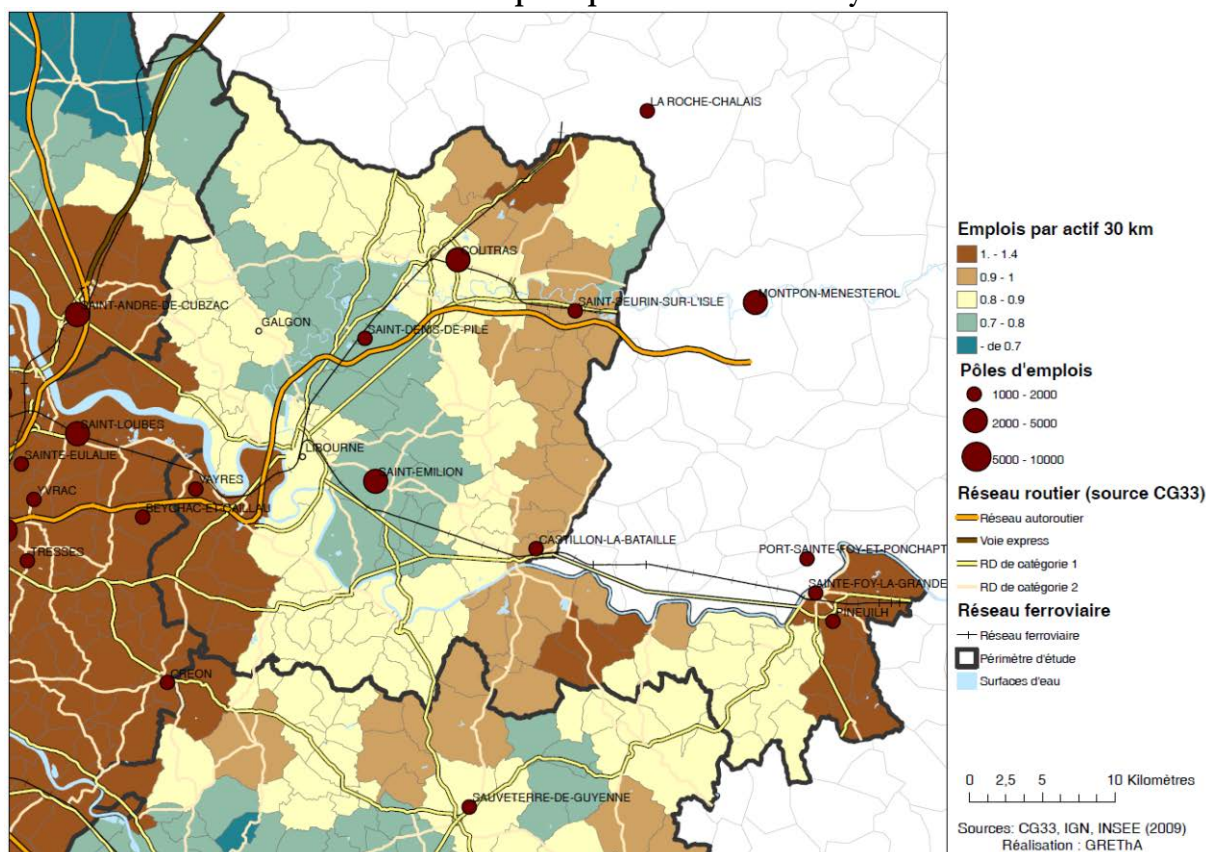 LA ROCHE-CHALAIS
COUTRAS
SAINT-ANDRE-DE-CUBZAC
MONTPON-MENESTEROL
SAINT-SEURIN-SUR-L'ISLE
GALGON
SAINT-DENIS-DE-PILE
SAINT-LOUBES
LIBOURNE
SAINTE-EULALIE
SAINT-EMILION
VAYRES
YVRAC
BEYCHAC-ET-CAILLAU
CASTILLON-LA-BATAILLE
TRESSES
PORT-SAINTE-FOY-ET-PONCHAPT
SAINTE-FOY-LA-GRANDE
PINEUILH
CREON
SAUVETERRE-DE-GUYENNE
Emplois par actif 30 km
1. - 1.4
0.9 - 1
0.8 - 0.9
0.7 - 0.8
- de 0.7
Pôles d'emplois
1000 - 2000
2000 - 5000
5000 - 10000
Réseau routier (source CG33)
Réseau autoroutier
Voie express
RD de catégorie 1
RD de catégorie 2
Réseau ferroviaire
Réseau ferroviaire
Périmètre d'étude
Surfaces d'eau
0 2,5 5 10 Kilomètres
Sources: CG33, IGN, INSEE (2009)
Réalisation : GREThA